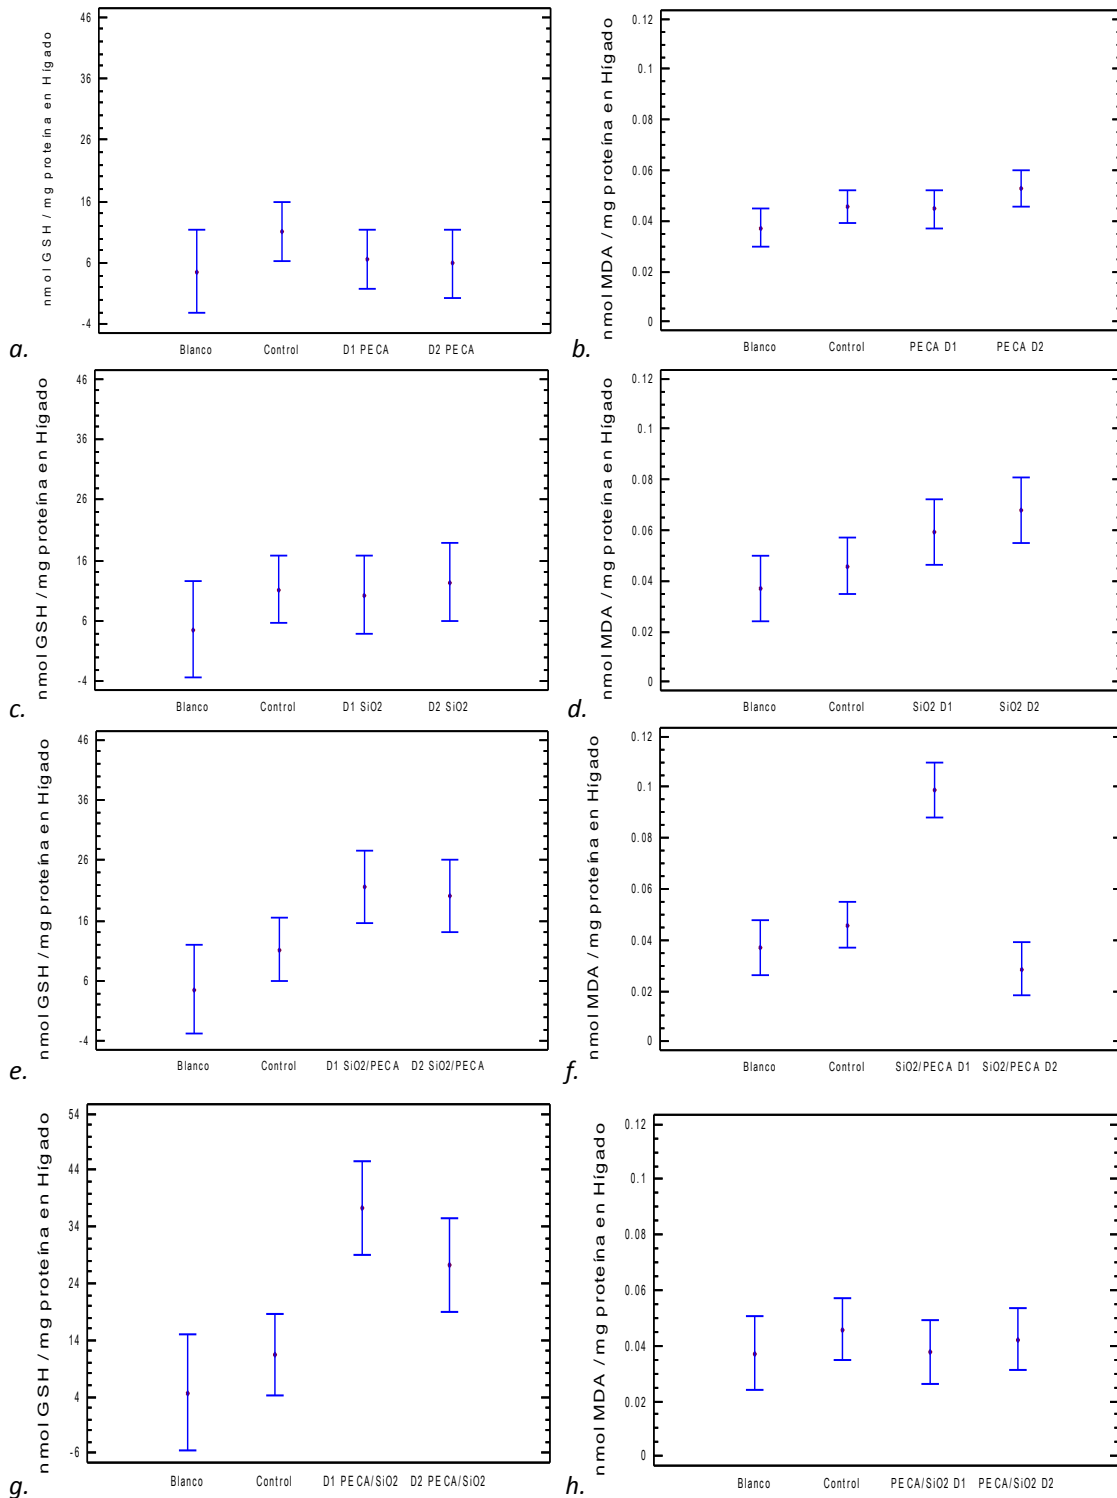 nmol GSH / mg proteína en Hígado
46
36
26
16
6
-4
Blanco Control D1 PECA D2 PECA
a.
nmol MDA / mg proteína en Hígado
0.12
0.1
0.08
0.06
0.04
0.02
0
Blanco Control PECA D1 PECA D2
b.
nmol GSH / mg proteína en Hígado
46
36
26
16
6
-4
Blanco Control D1 SiO2 D2 SiO2
c.
nmol MDA / mg proteína en Hígado
0.12
0.1
0.08
0.06
0.04
0.02
0
Blanco Control SiO2 D1 SiO2 D2
d.
nmol GSH / mg proteína en Hígado
46
36
26
16
6
-4
Blanco Control D1 SiO2/PECA D2 SiO2/PECA
e.
nmol MDA / mg proteína en Hígado
0.12
0.1
0.08
0.06
0.04
0.02
0
Blanco Control SiO2/PECA D1 SiO2/PECA D2
f.
nmol GSH / mg proteína en Hígado
54
44
34
24
14
4
-6
Blanco Control D1 PECA/SiO2 D2 PECA/SiO2
g.
nmol MDA / mg proteína en Hígado
0.12
0.1
0.08
0.06
0.04
0.02
0
Blanco Control PECA/SiO2 D1 PECA/SiO2 D2
h.